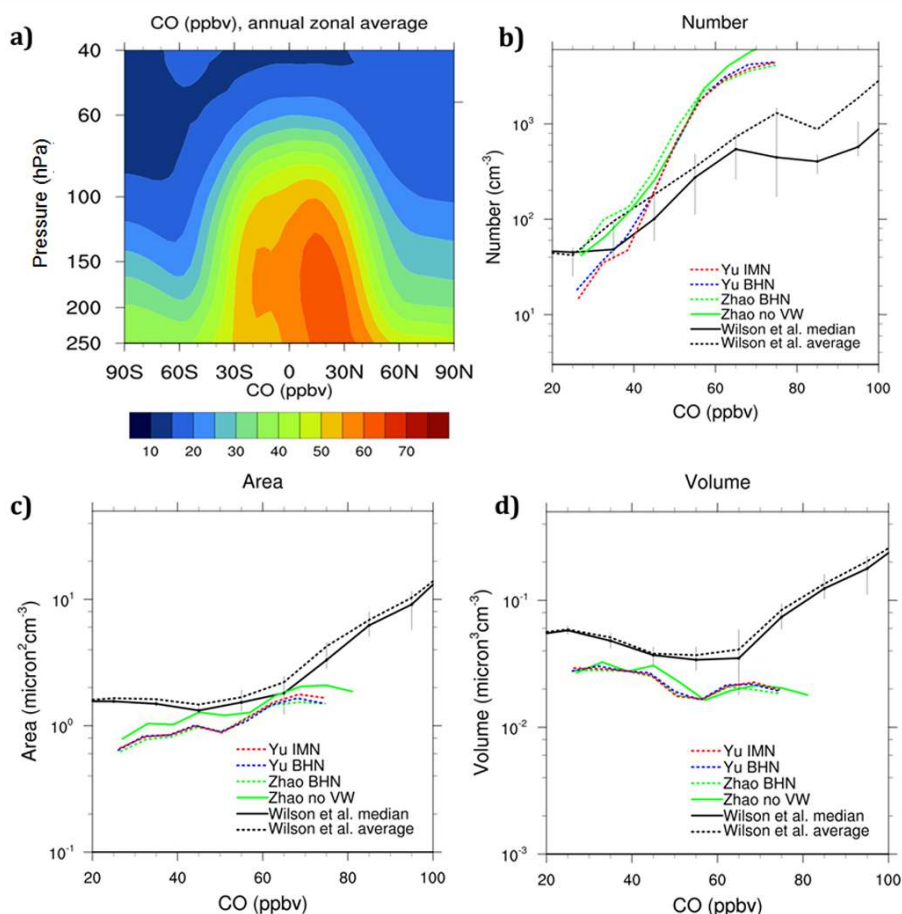 a)
CO (ppbv), annual zonal average
40
60
100
150
200
250
Pressure (hPa)
90S 60S 30S 0 30N 60N 90N
CO (ppbv)
10 20 30 40 50 60 70
b)
Number
10³
10²
10¹
Number (cm⁻³)
Yu IMN
Yu BHN
Zhao BHN
Zhao no VW
Wilson et al. median
Wilson et al. average
20 40 60 80 100
CO (ppbv)
c)
Area
10¹
10⁰
10⁻¹
Area (micron²cm⁻³)
Yu IMN
Yu BHN
Zhao BHN
Zhao no VW
Wilson et al. median
Wilson et al. average
20 40 60 80 100
CO (ppbv)
d)
Volume
10⁻¹
10⁻²
10⁻³
Volume (micron³cm⁻³)
Yu IMN
Yu BHN
Zhao BHN
Zhao no VW
Wilson et al. median
Wilson et al. average
20 40 60 80 100
CO (ppbv)